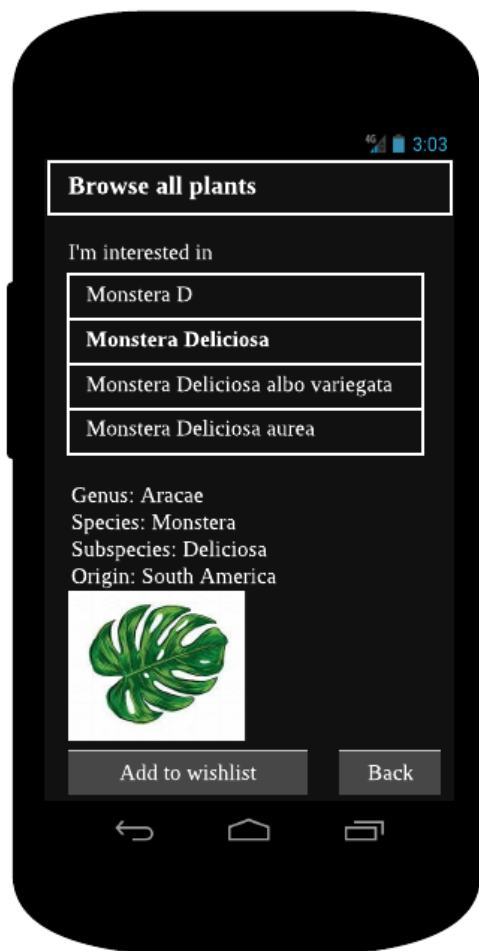 4G 3:03
Browse all plants
I'm interested in
Monstera D
Monstera Deliciosa
Monstera Deliciosa albo variegata
Monstera Deliciosa aurea
Genus: Aracae
Species: Monstera
Subspecies: Deliciosa
Origin: South America
Add to wishlist Back